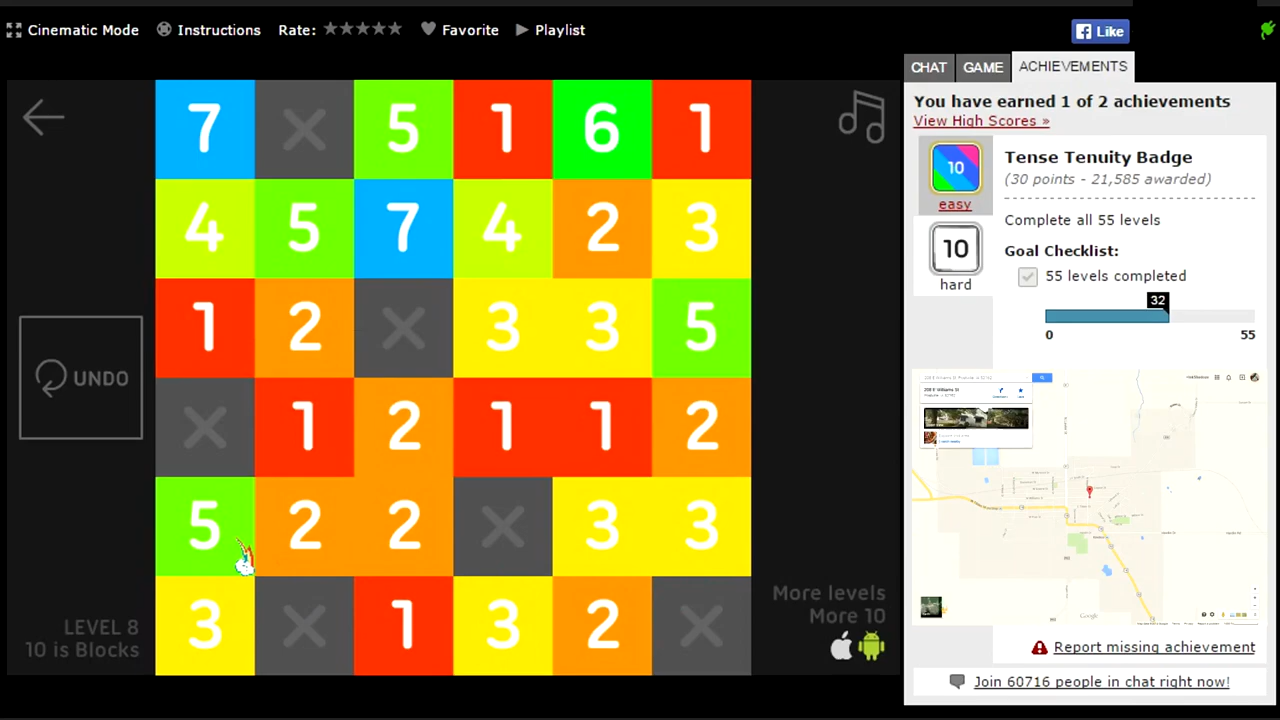 Cinematic Mode Instructions Rate: Favorite Playlist
Like
CHAT GAME ACHIEVEMENTS
You have earned 1 of 2 achievements
View High Scores »
10
easy
Tense Tenuity Badge
(30 points - 21,585 awarded)
Complete all 55 levels
10
hard
Goal Checklist:
55 levels completed
32
0 55
Report missing achievement
Join 60716 people in chat right now!
7 × 5 1 6 1
4 5 7 4 2 3
1 2 × 3 3 5
× 1 2 1 1 2
5 2 2 × 3 3
3 × 1 3 2 ×
UNDO
LEVEL 8
10 is Blocks
More levels
More 10